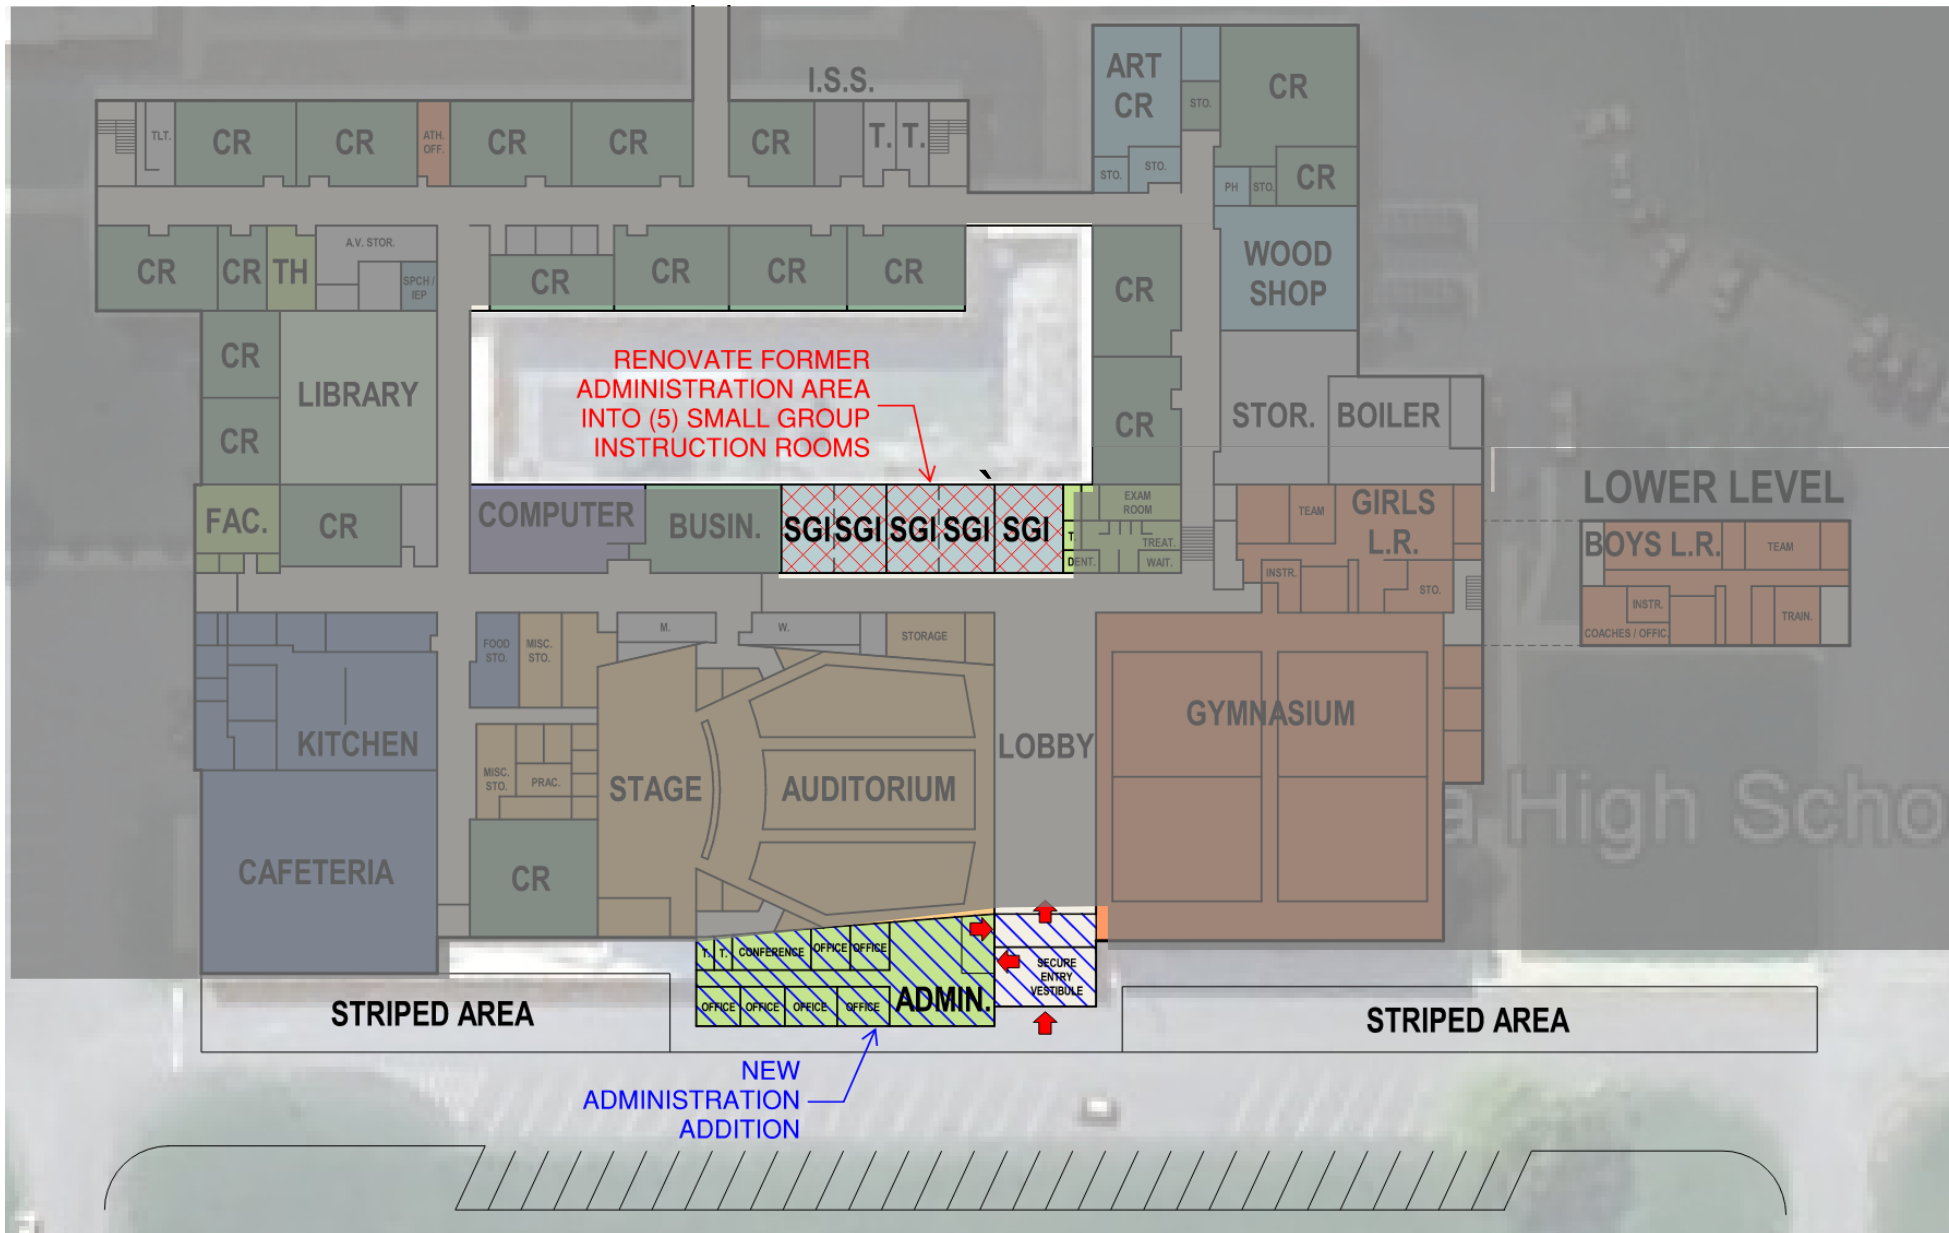 I.S.S.
ART
CR
CR
STO.
TLT.
CR
CR
ATH.
OFF.
CR
CR
CR
T.
T.
STO.
STO.
PH
STO.
CR
CR
CR
TH
A.V. STOR.
SPCH /
IEP
CR
CR
CR
CR
CR
WOOD
SHOP
CR
LIBRARY
CR
RENOVATE FORMER
ADMINISTRATION AREA
INTO (5) SMALL GROUP
INSTRUCTION ROOMS
CR
STOR.
BOILER
LOWER LEVEL
FAC.
CR
COMPUTER
BUSIN.
SGI
SGI
SGI
SGI
SGI
EXAM
ROOM
T.
TREAT.
DENT.
WAIT.
TEAM
GIRLS
L.R.
INSTR.
STO.
BOYS L.R.
TEAM
INSTR.
TRAIN.
COACHES / OFFIC.
FOOD
STO.
MISC.
STO.
M.
W.
STORAGE
KITCHEN
MISC.
STO.
PRAC.
STAGE
AUDITORIUM
LOBBY
GYMNASIUM
a High Scho
CAFETERIA
CR
T.
T.
CONFERENCE
OFFICE
OFFICE
SECURE
ENTRY
VESTIBULE
OFFICE
OFFICE
OFFICE
OFFICE
ADMIN.
STRIPED AREA
STRIPED AREA
NEW
ADMINISTRATION
ADDITION